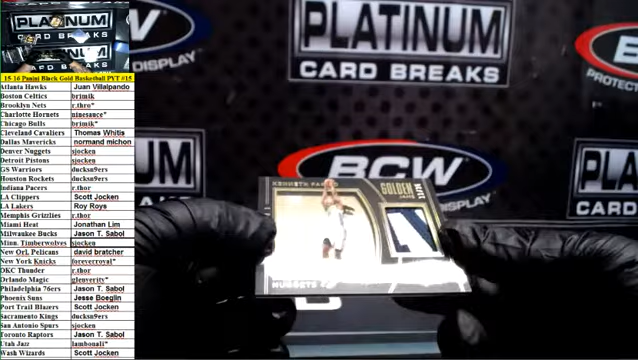 PLATINUM
CARD BREAKS
15-16 Panini Black Gold Basketball PYT #15
Atlanta Hawks Juan Villalpando
Boston Celtics brimik
Brooklyn Nets r.thro*
Charlotte Hornets ninesauce*
Chicago Bulls brimik*
Cleveland Cavaliers Thomas Whitis
Dallas Mavericks normand michon
Denver Nuggets sjocken
Detroit Pistons sjocken
GS Warriors ducksn9ers
Houston Rockets ducksn9ers
Indiana Pacers r.thor
LA Clippers Scott Jocken
LA Lakers Roy Roys
Memphis Grizzlies r.thor
Miami Heat Jonathan Lim
Milwaukee Bucks Jason T. Sabol
Minn. Timberwolves sjocken
New Orl. Pelicans david bratcher
New York Knicks foreverroyal*
OKC Thunder r.thor
Orlando Magic glenverity*
Philadelphia 76ers Jason T. Sabol
Phoenix Suns Jesse Boeglin
Port Trail Blazers Scott Jocken
Sacramento Kings ducksn9ers
San Antonio Spurs sjocken
Toronto Raptors Jason T. Sabol
Utah Jazz lambonali*
Wash Wizards Scott Jocken
PLATINUM
CARD BREAKS
DISPLAY
BCW
PROTECT
DISPLAY
KENNETH
GOLDEN
NUGGETS